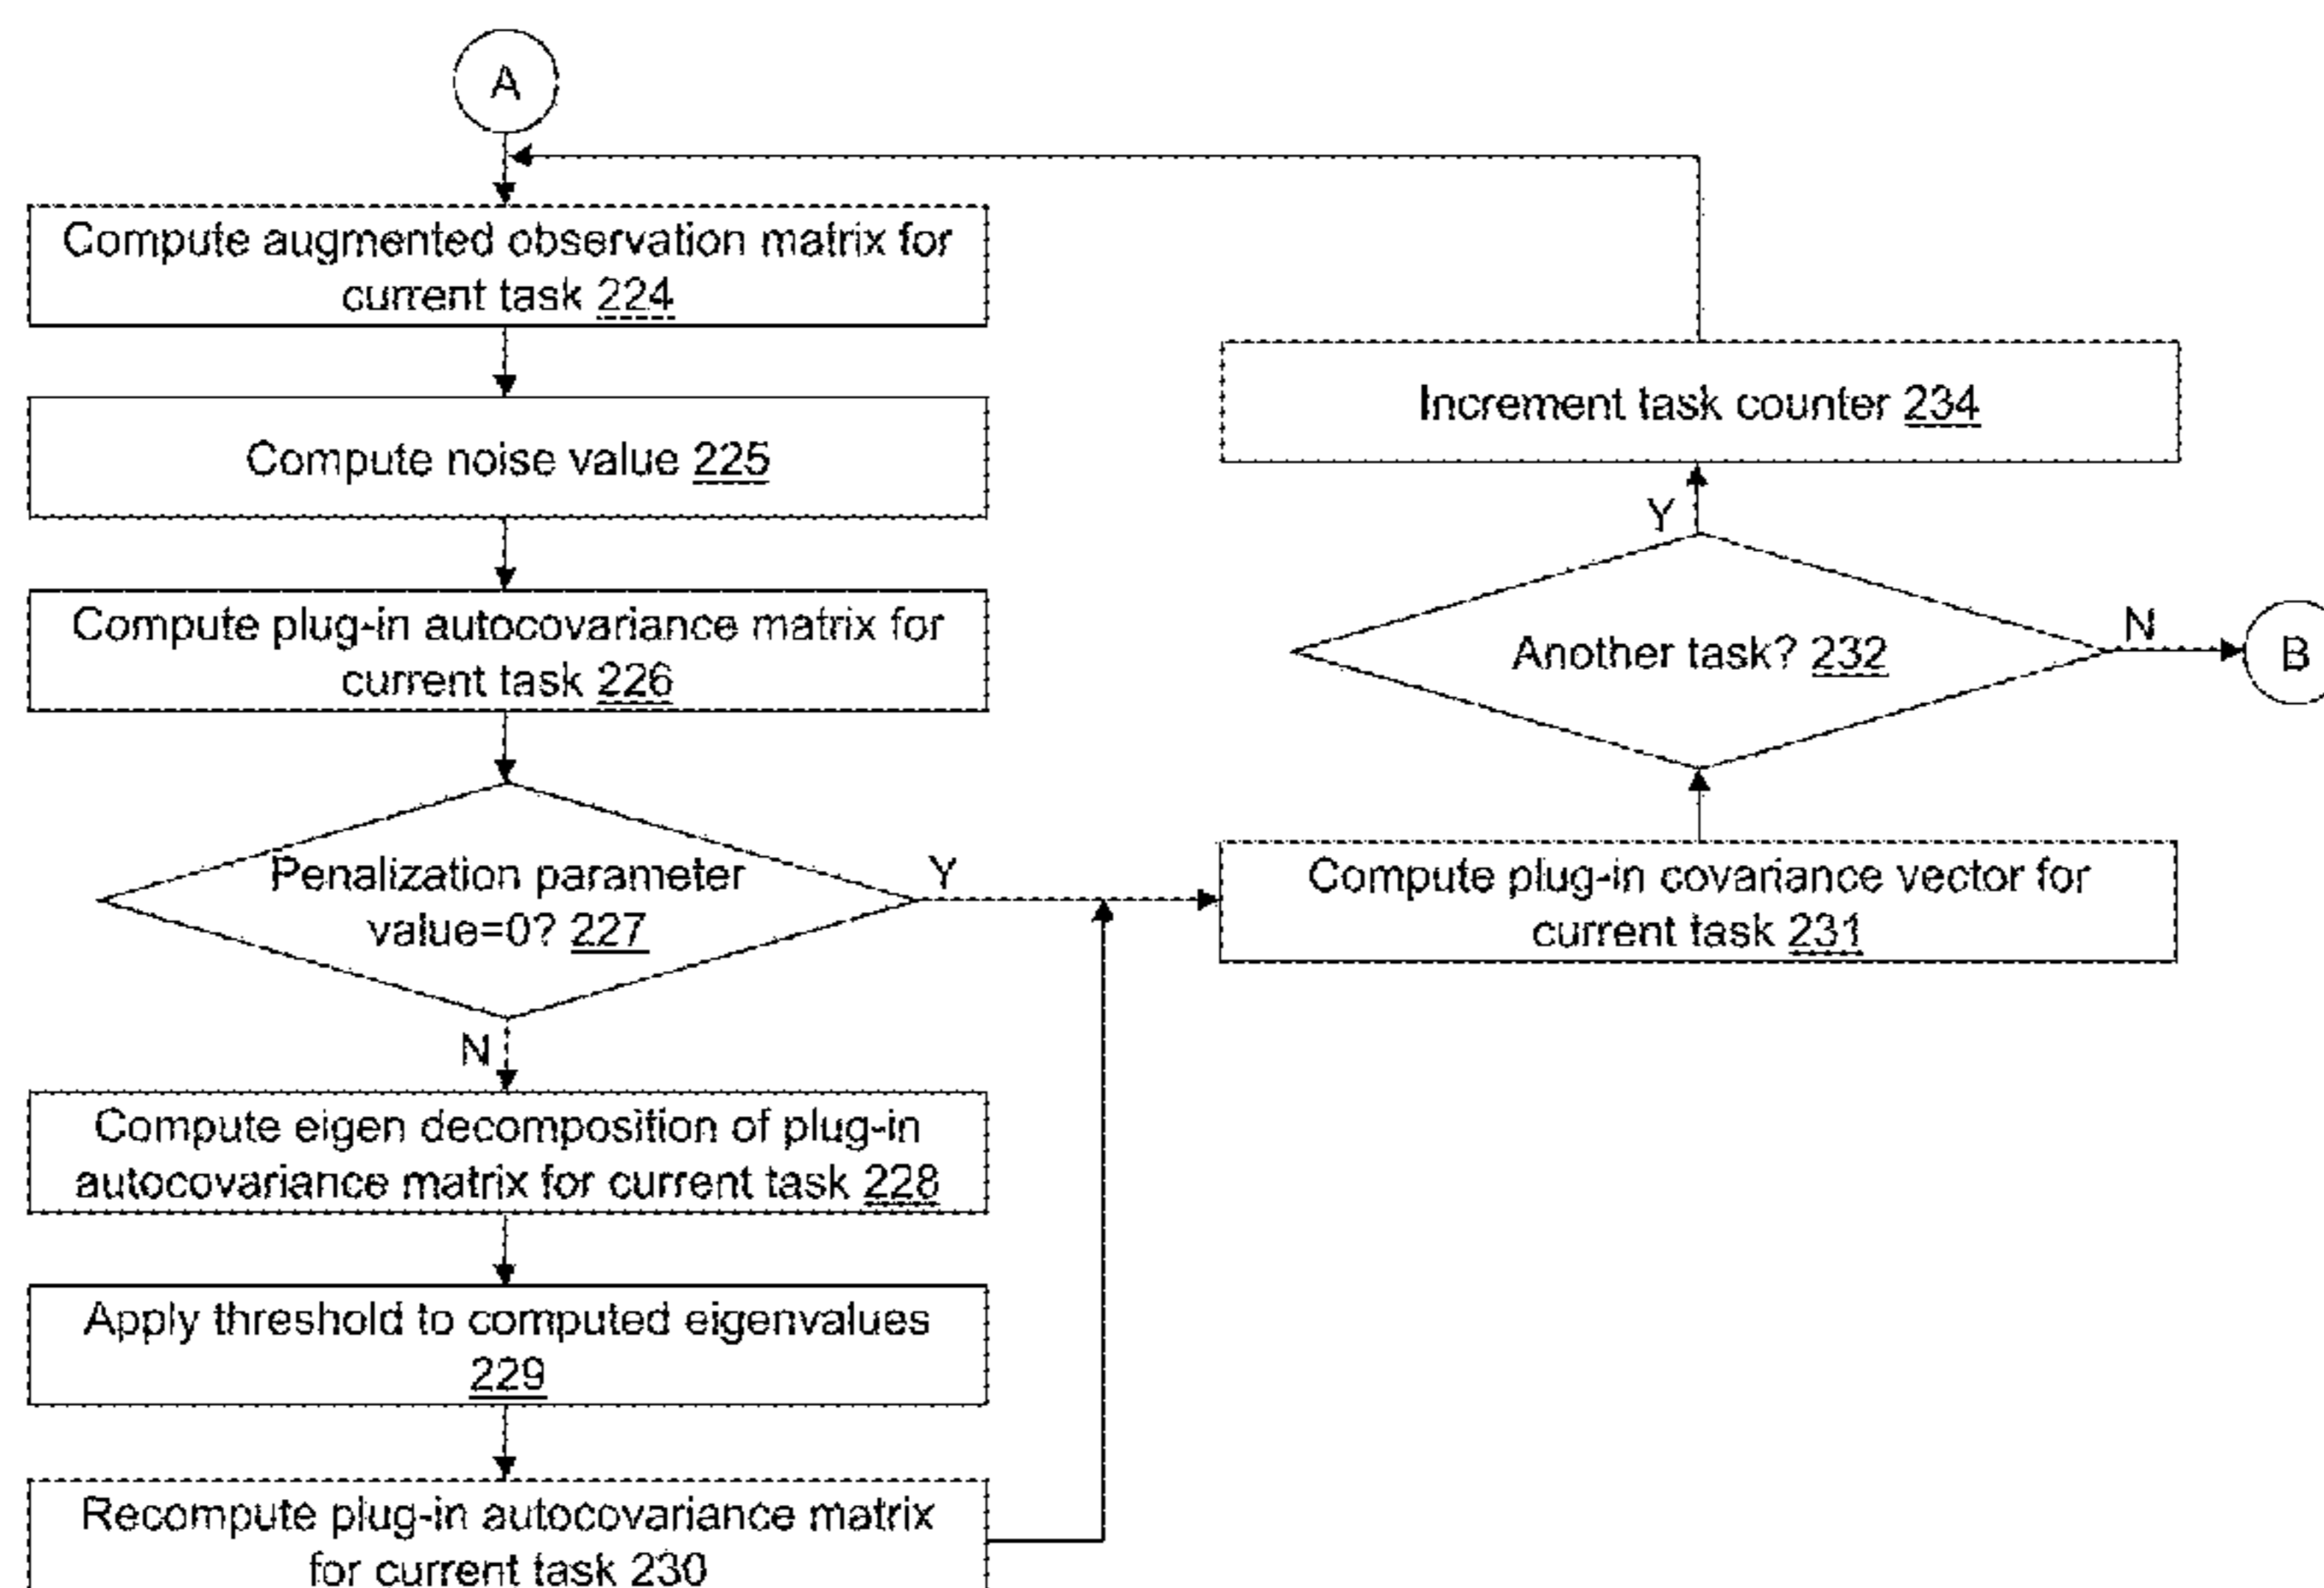 A
Compute augmented observation matrix for
current task 224
Compute noise value 225
Compute plug-in autocovariance matrix for
current task 226
Penalization parameter
value=0? 227
Y
N
Compute eigen decomposition of plug-in
autocovariance matrix for current task 228
Apply threshold to computed eigenvalues
229
Recompute plug-in autocovariance matrix
for current task 230
Increment task counter 234
Y
Another task? 232
N
B
Compute plug-in covariance vector for
current task 231